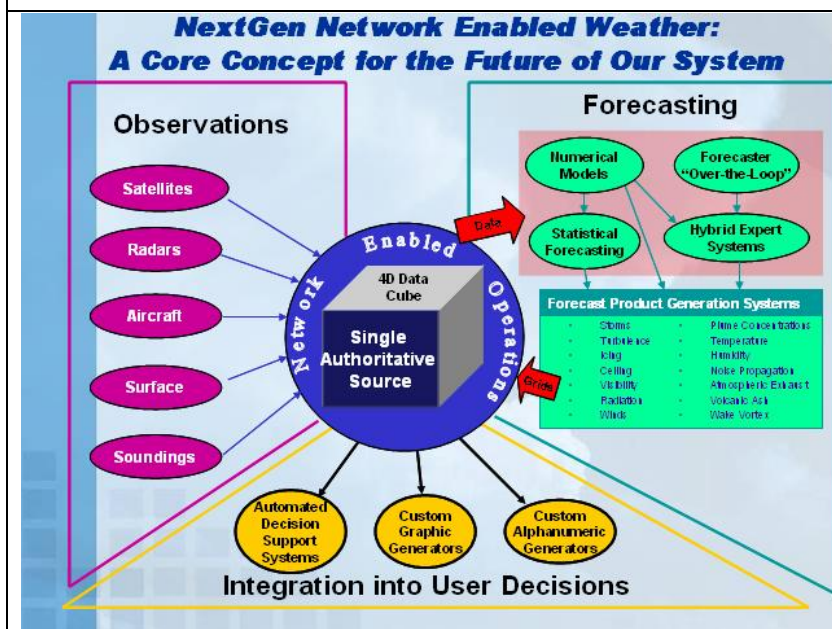 NextGen Network Enabled Weather:
A Core Concept for the Future of Our System
Observations
Satellites
Radars
Aircraft
Surface
Soundings
Network Enabled Operations
4D Data
Cube
Single
Authoritative
Source
Data
Grids
Forecasting
Numerical
Models
Forecaster
"Over-the-Loop"
Statistical
Forecasting
Hybrid Expert
Systems
Forecast Product Generation Systems
• Storms
• Turbulence
• Icing
• Ceiling
• Visibility
• Radiation
• Winds
• Plume Concentrations
• Temperature
• Humidity
• Noise Propagation
• Atmospheric Exhaust
• Volcanic Ash
• Wake Vortex
Automated
Decision
Support
Systems
Custom
Graphic
Generators
Custom
Alphanumeric
Generators
Integration into User Decisions